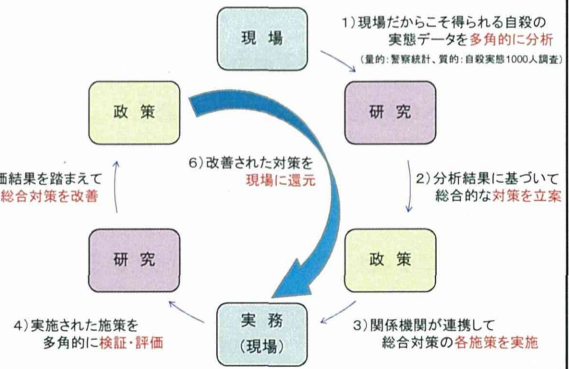 現 場
1)現場だからこそ得られる自殺の
実態データを多角的に分析
(量的:警察統計、質的:自殺実態1000人調査)
研 究
2)分析結果に基づいて
総合的な対策を立案
政 策
3)関係機関が連携して
総合対策の各施策を実施
実 務
(現場)
4)実施された施策を
多角的に検証・評価
研 究
価結果を踏まえて
総合対策を改善
政 策
6)改善された対策を
現場に還元